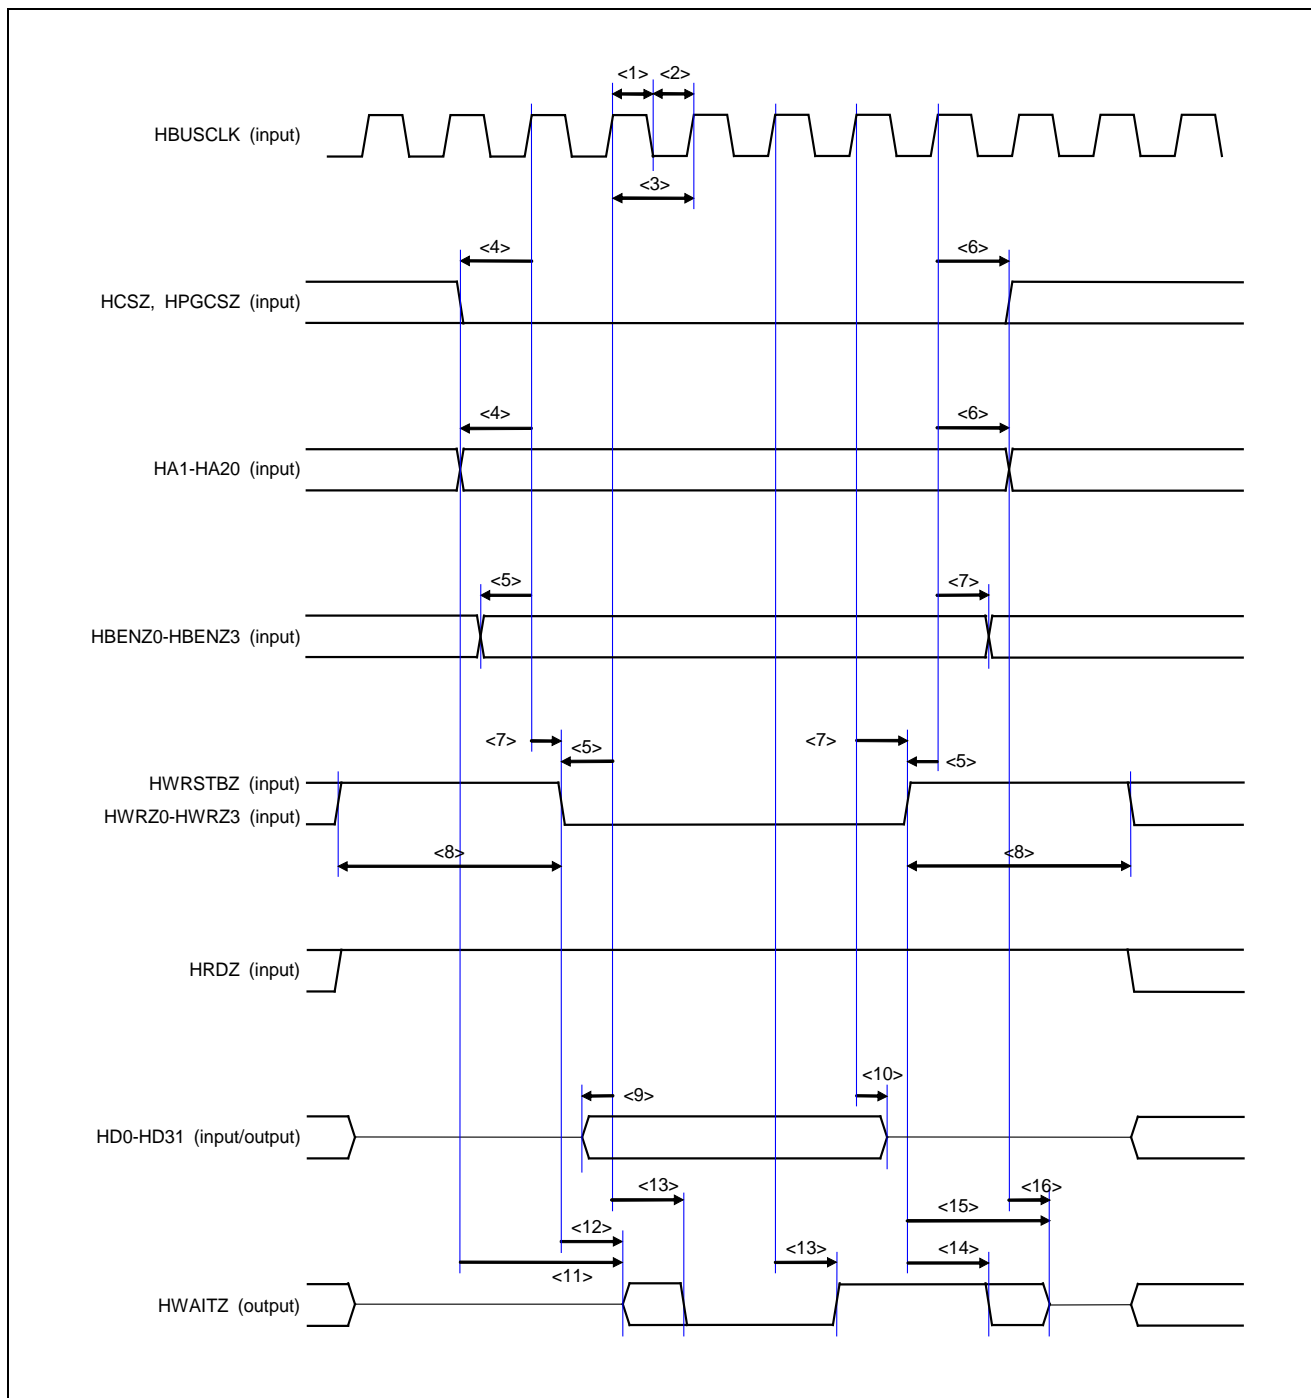 <1> <2>
HBUSCLK (input)
<3>
<4> <6>
HCSZ, HPGCSZ (input)
<4> <6>
HA1-HA20 (input)
<5> <7>
HBENZ0-HBENZ3 (input)
<7> <5> <7> <5>
HWRSTBZ (input)
HWRZ0-HWRZ3 (input)
<8> <8>
HRDZ (input)
<9> <10>
HD0-HD31 (input/output)
<13> <16>
<15>
<12> <13> <14>
<11>
HWAITZ (output)